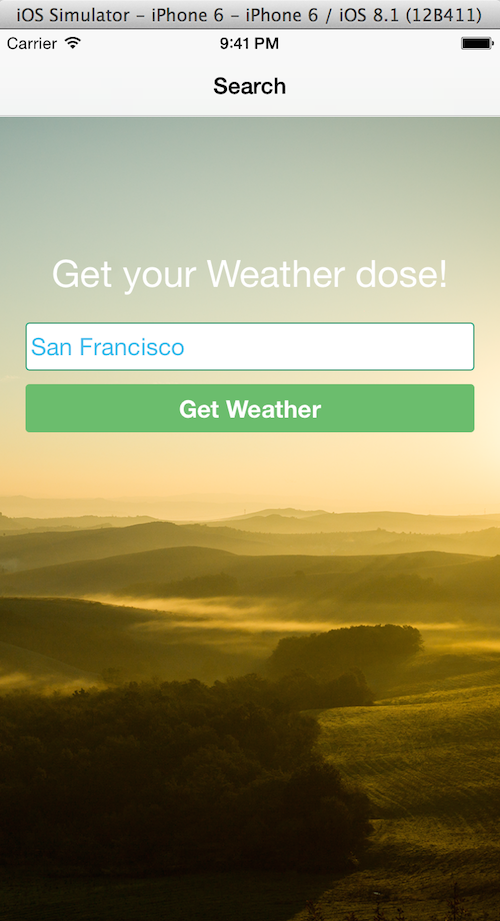 iOS Simulator – iPhone 6 – iPhone 6 / iOS 8.1 (12B411)
Carrier 9:41 PM
Search
Get your Weather dose!
San Francisco
Get Weather